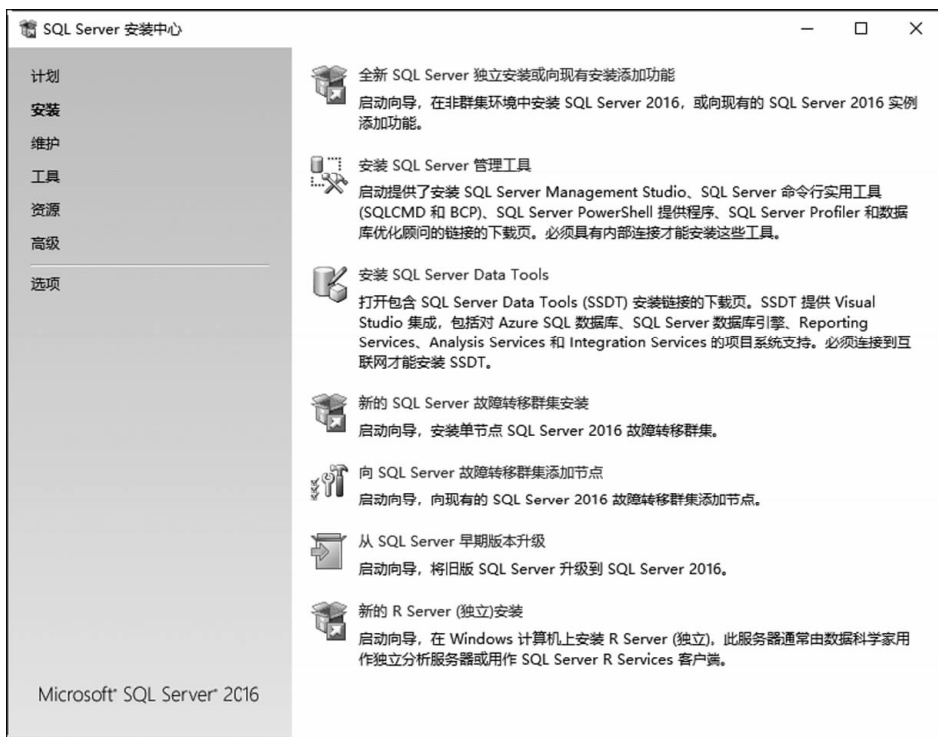 SQL Server 安装中心
计划
安装
维护
工具
资源
高级
选项
全新 SQL Server 独立安装或向现有安装添加功能
启动向导，在非群集环境中安装 SQL Server 2016，或向现有的 SQL Server 2016 实例
添加功能。
安装 SQL Server 管理工具
启动提供了安装 SQL Server Management Studio、SQL Server 命令行实用工具
(SQLCMD 和 BCP)、SQL Server PowerShell 提供程序、SQL Server Profiler 和数据
库优化顾问的链接的下载页。必须具有内部连接才能安装这些工具。
安装 SQL Server Data Tools
打开包含 SQL Server Data Tools (SSDT) 安装链接的下载页。SSDT 提供 Visual
Studio 集成，包括对 Azure SQL 数据库、SQL Server 数据库引擎、Reporting
Services、Analysis Services 和 Integration Services 的项目系统支持。必须连接到互
联网才能安装 SSDT。
新的 SQL Server 故障转移群集安装
启动向导，安装单节点 SQL Server 2016 故障转移群集。
向 SQL Server 故障转移群集添加节点
启动向导，向现有的 SQL Server 2016 故障转移群集添加节点。
从 SQL Server 早期版本升级
启动向导，将旧版 SQL Server 升级到 SQL Server 2016。
新的 R Server (独立)安装
启动向导，在 Windows 计算机上安装 R Server (独立)，此服务器通常由数据科学家用
作独立分析服务器或用作 SQL Server R Services 客户端。
Microsoft® SQL Server® 2016